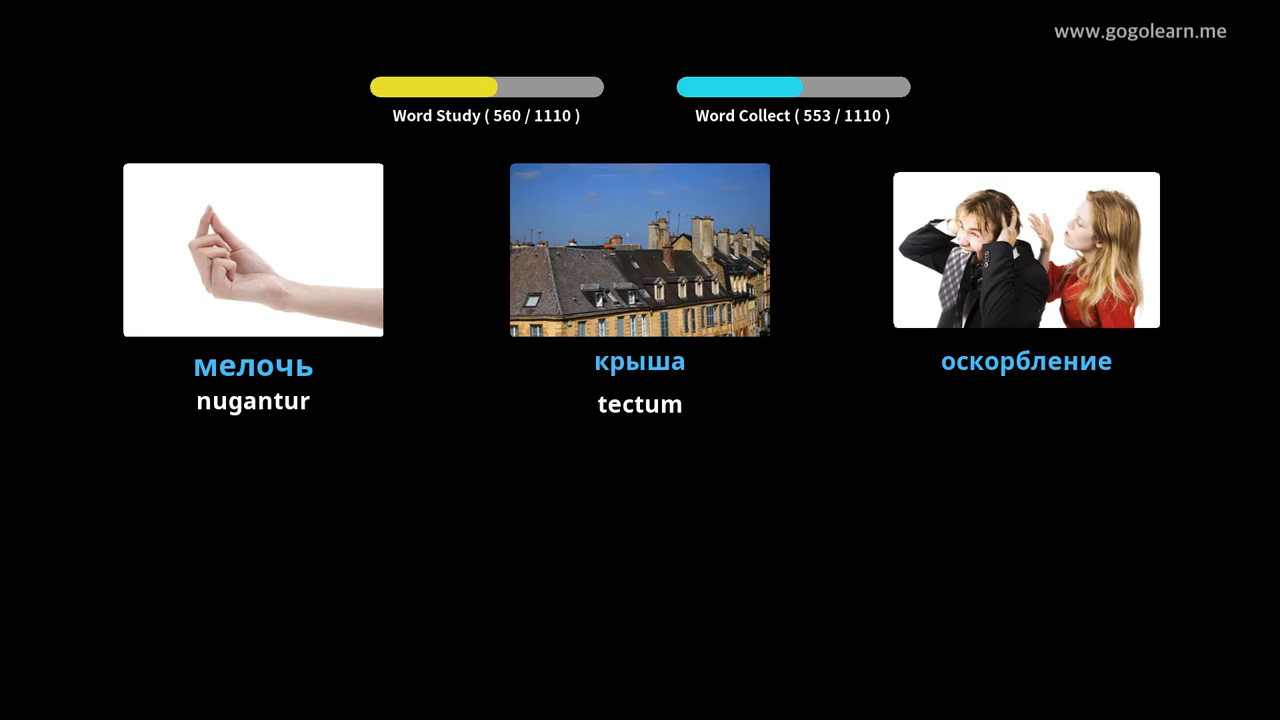 www.gogolearn.me
Word Study ( 560 / 1110 )
Word Collect ( 553 / 1110 )
мелочь
nugantur
крыша
tectum
оскорбление